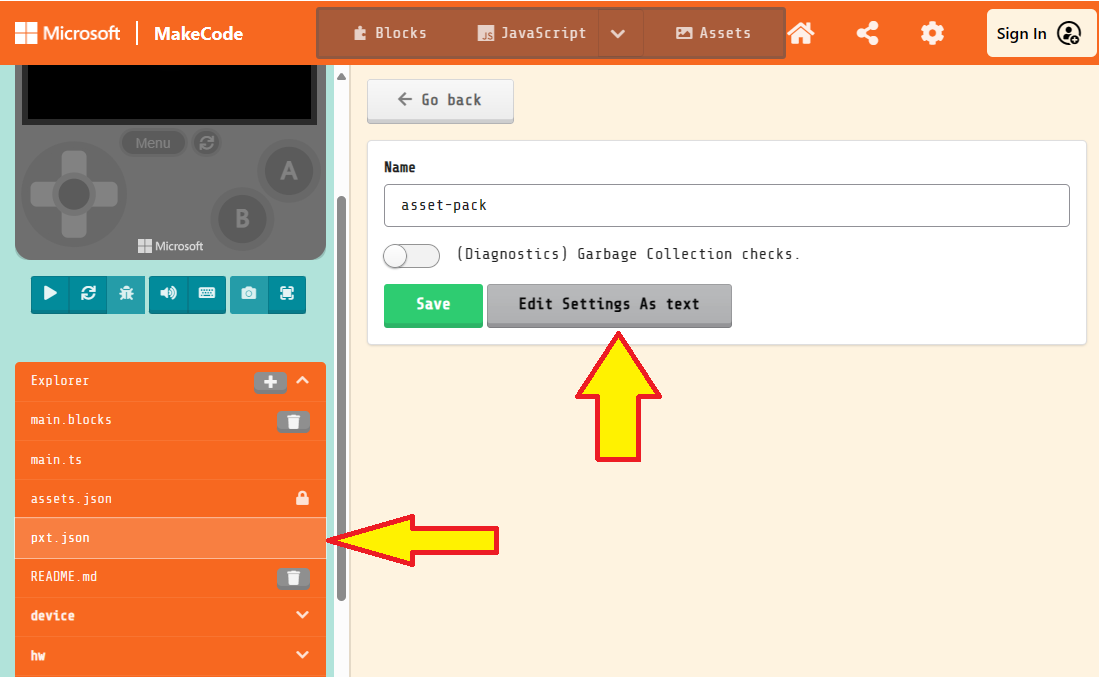 Microsoft MakeCode Blocks JavaScript Assets Sign In
JS
Menu
A
B
Microsoft
Go back
Name
asset-pack
(Diagnostics) Garbage Collection checks.
Save Edit Settings As text
Explorer
main.blocks
main.ts
assets.json
pxt.json
README.md
device
hw